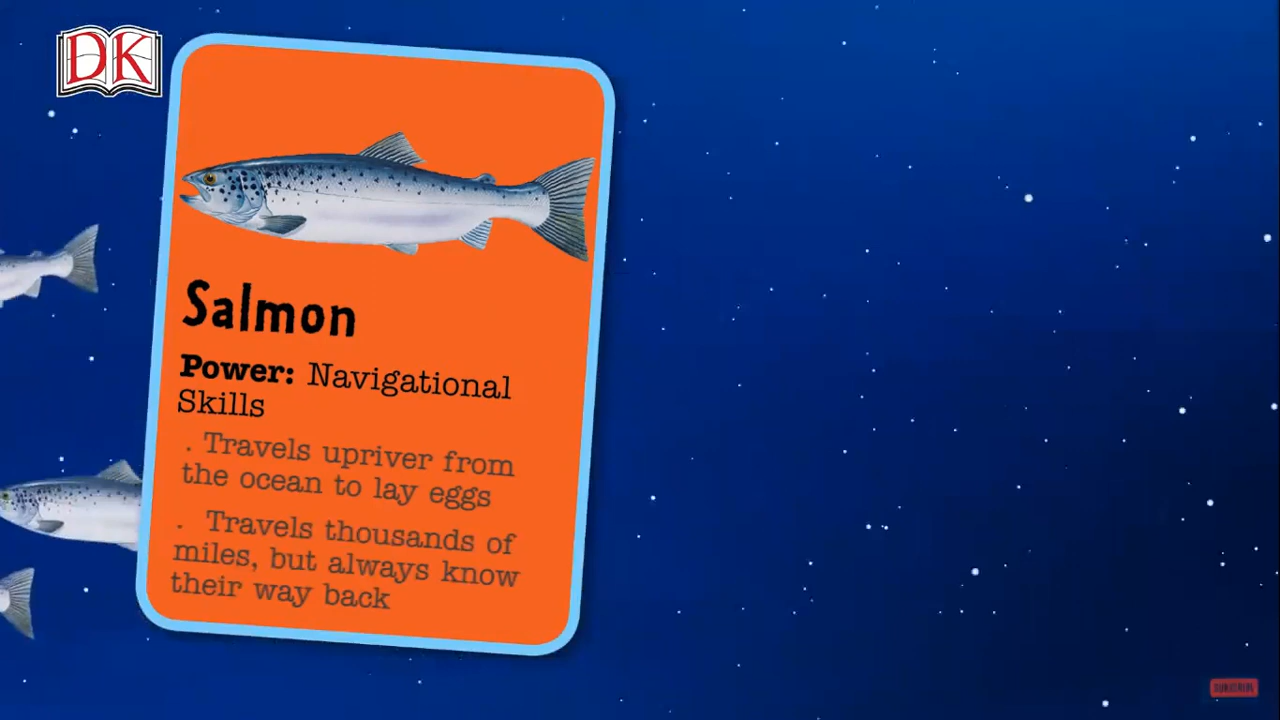 DK
Salmon
Power: Navigational
Skills
. Travels upriver from
the ocean to lay eggs
. Travels thousands of
miles, but always know
their way back
SUBSCRIBE